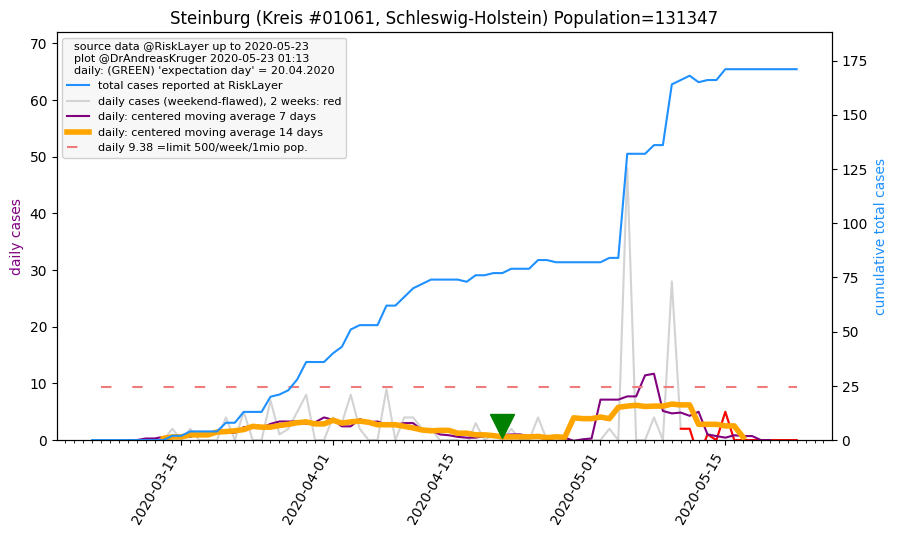 Steinburg (Kreis #01061, Schleswig-Holstein) Population=131347
source data @RiskLayer up to 2020-05-23
plot @DrAndreasKruger 2020-05-23 01:13
daily: (GREEN) 'expectation day' = 20.04.2020
total cases reported at RiskLayer
daily cases (weekend-flawed), 2 weeks: red
daily: centered moving average 7 days
daily: centered moving average 14 days
daily 9.38 =limit 500/week/1mio pop.
daily cases
70
60
50
40
30
20
10
0
cumulative total cases
175
150
125
100
75
50
25
0
2020-03-15
2020-04-01
2020-04-15
2020-05-01
2020-05-15